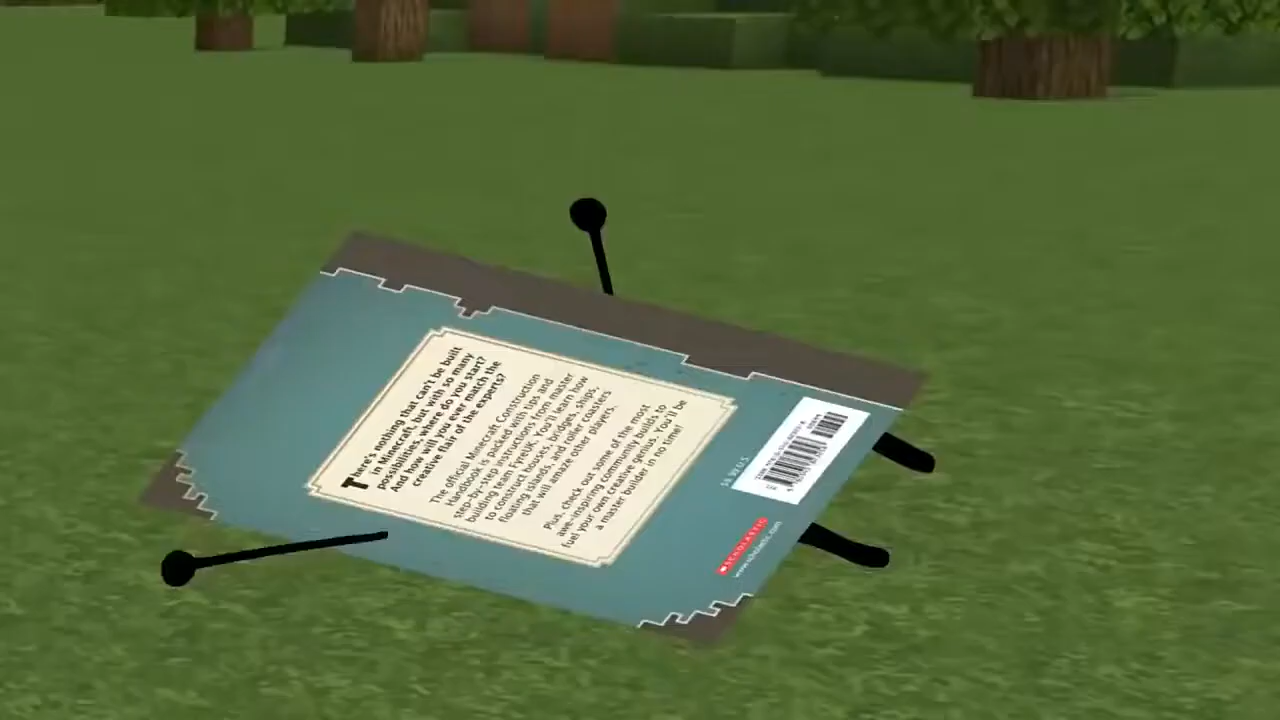 There's nothing that can't be built
in Minecraft, but with so many
possibilities, where do you start?
And how will you ever match the
creative flair of the experts?
The official Minecraft Construction
Handbook is packed with tips and
step-by-step instructions from master
building team FyreUK. You'll learn how
to construct houses, bridges, ships,
floating islands, and roller coasters
that will amaze other players.
Plus, check out some of the most
awe-inspiring community builds to
fuel your own creative genius. You'll be
a master builder in no time!
SCHOLASTIC
www.scholastic.com